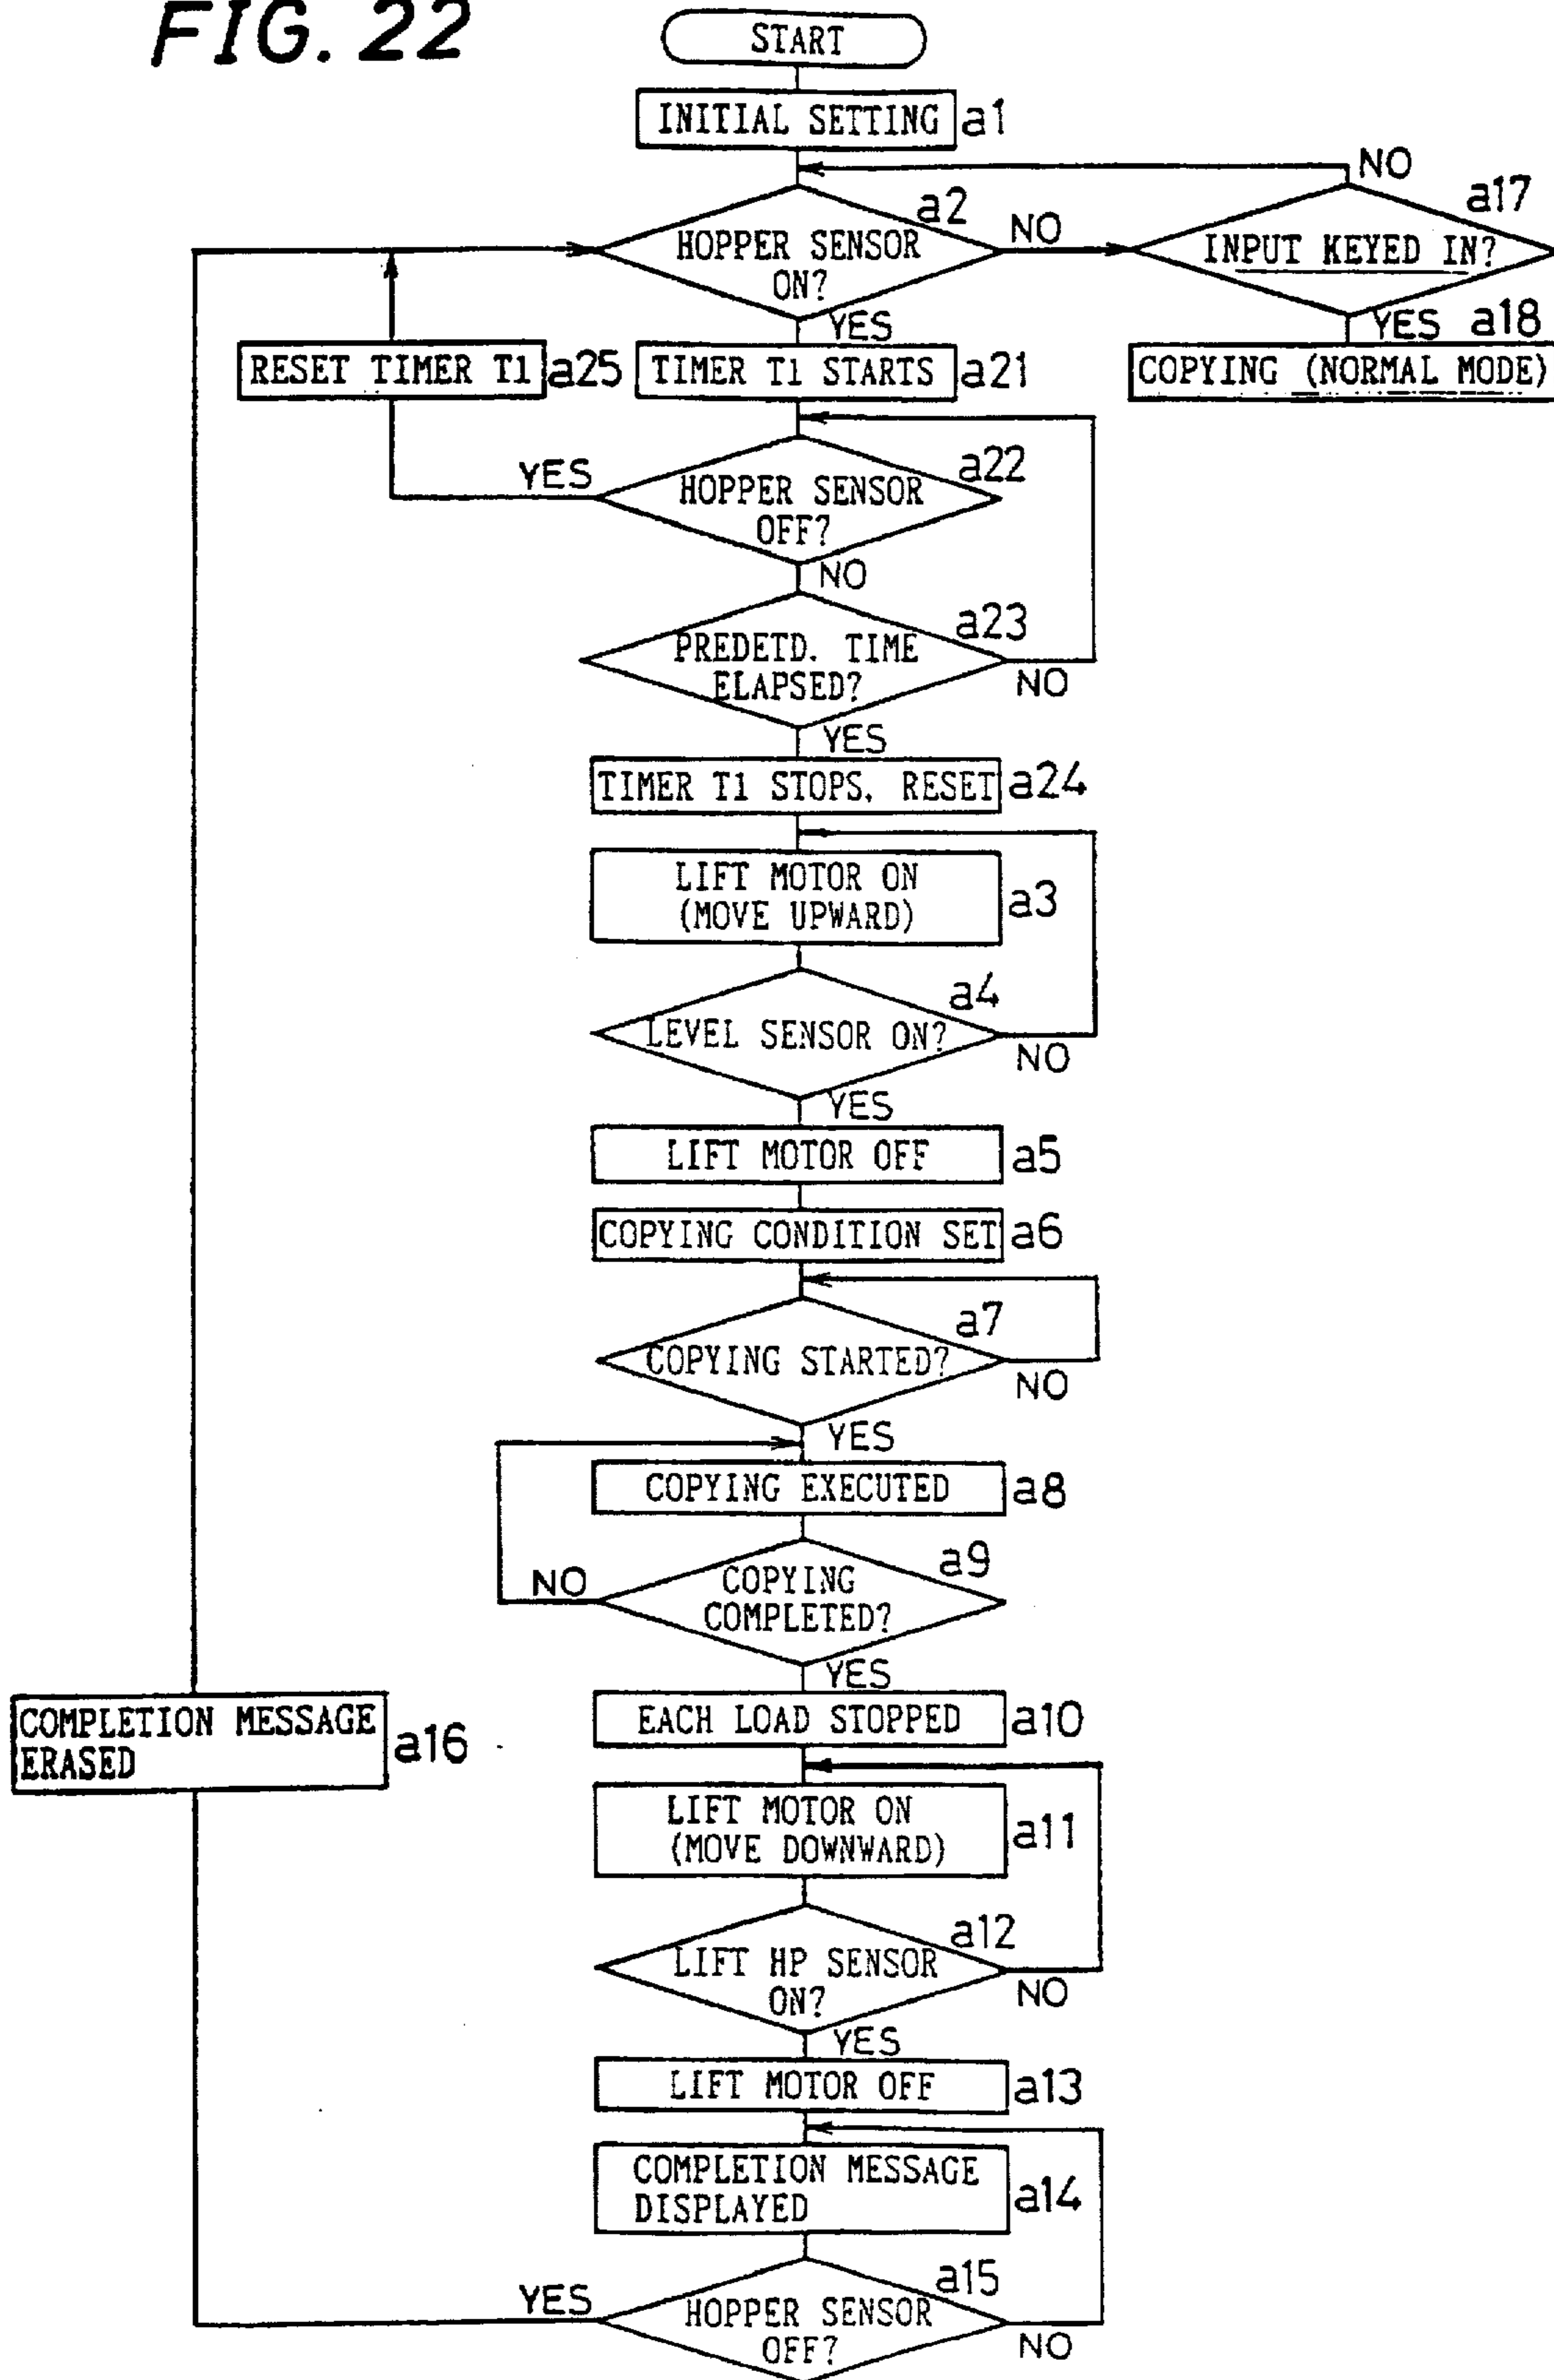 FIG. 22
START
INITIAL SETTING a1
NO
a2
a17
HOPPER SENSOR
ON?
NO
INPUT KEYED IN?
YES
YES a18
RESET TIMER T1 a25
TIMER T1 STARTS a21
COPYING (NORMAL MODE)
YES
a22
HOPPER SENSOR
OFF?
NO
a23
PREDETD. TIME
ELAPSED?
NO
YES
TIMER T1 STOPS, RESET a24
LIFT MOTOR ON
(MOVE UPWARD)
a3
a4
LEVEL SENSOR ON?
NO
YES
LIFT MOTOR OFF a5
COPYING CONDITION SET a6
a7
COPYING STARTED?
NO
YES
COPYING EXECUTED a8
a9
NO
COPYING
COMPLETED?
YES
COMPLETION MESSAGE
ERASED
a16
EACH LOAD STOPPED a10
LIFT MOTOR ON
(MOVE DOWNWARD)
a11
a12
LIFT HP SENSOR
ON?
NO
YES
LIFT MOTOR OFF a13
COMPLETION MESSAGE
DISPLAYED
a14
a15
YES
HOPPER SENSOR
OFF?
NO